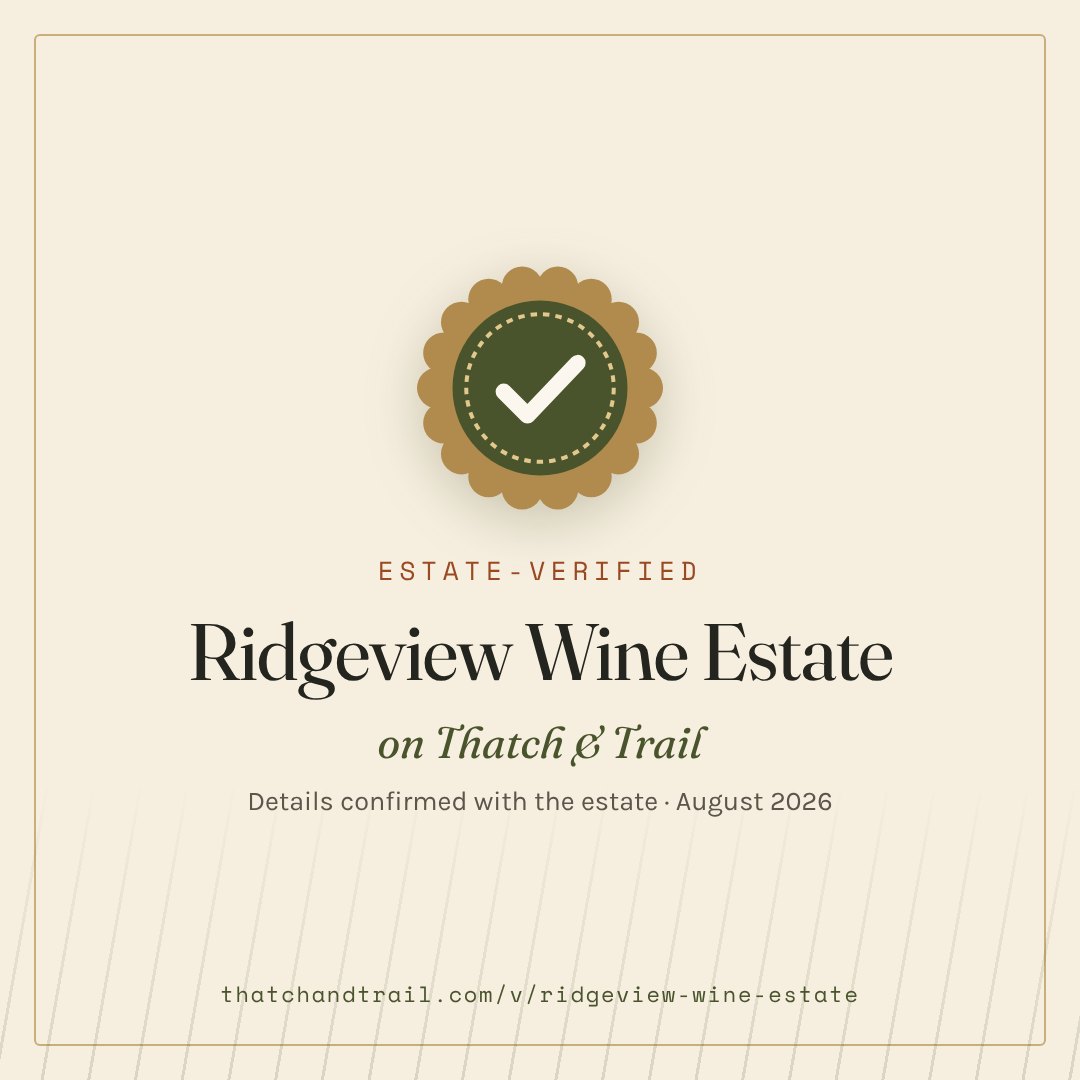 ESTATE-VERIFIED
Ridgeview Wine Estate
on Thatch & Trail
Details confirmed with the estate · August 2026
thatchandtrail.com/v/ridgeview-wine-estate